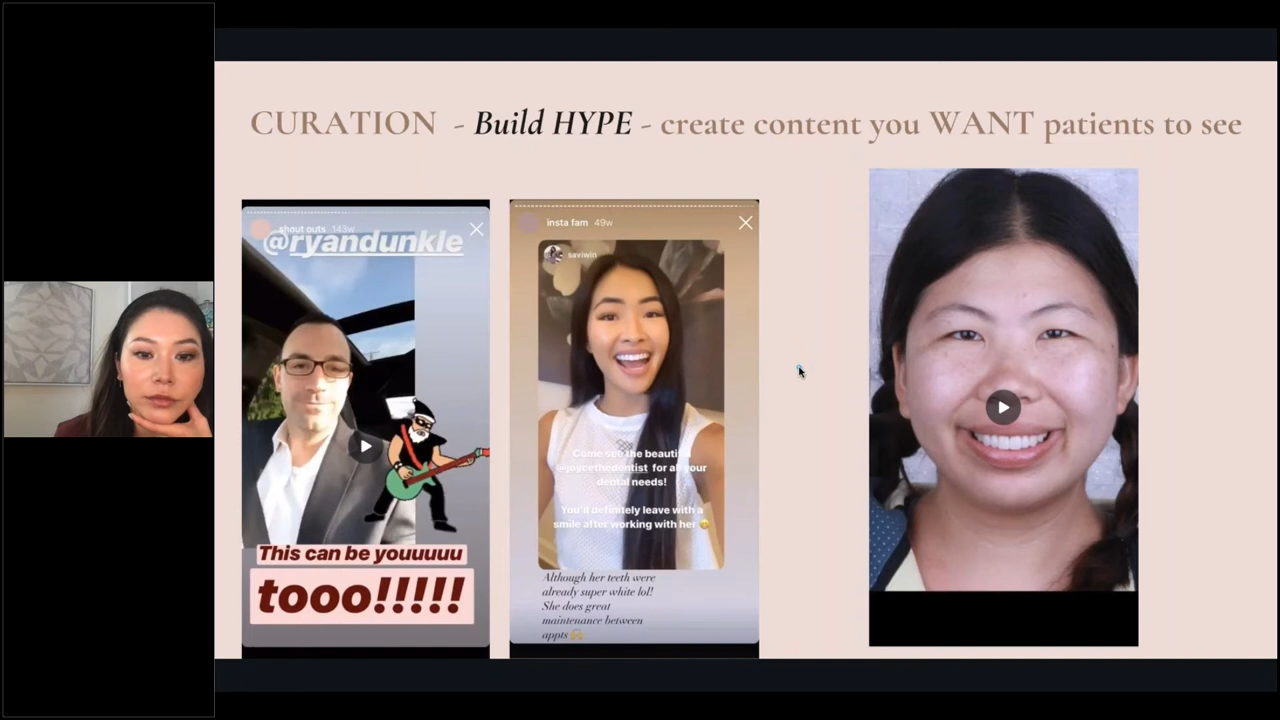 CURATION - Build HYPE - create content you WANT patients to see
shout outs 143w
@ryandunkle
This can be youuuuu
tooo!!!!!
insta fam 49w
saviwin
Come see the beautiful
@joycethedentist for all your
dental needs!
You'll definitely leave with a
smile after working with her
Although her teeth were
already super white lol!
She does great
maintenance between
appts